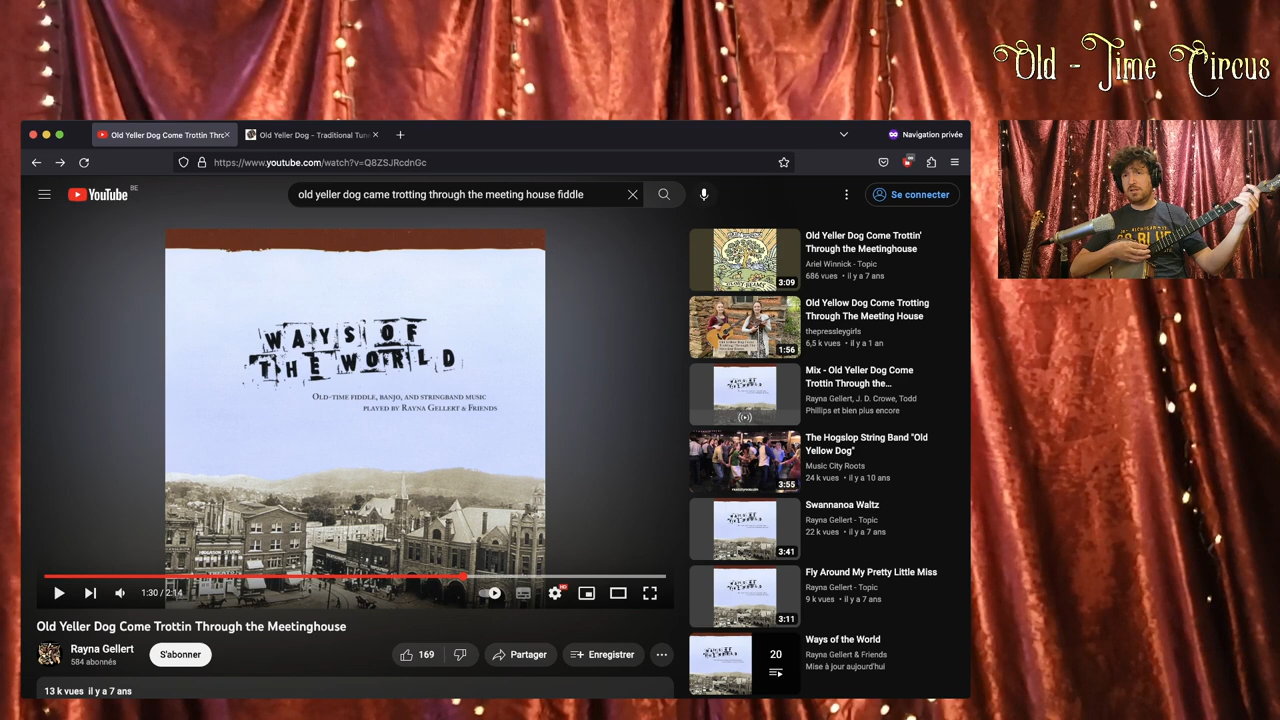 Old - Time Circus
Old Yeller Dog Come Trottin Thro
Old Yeller Dog - Traditional Tun
Navigation privée
https://www.youtube.com/watch?v=Q8ZSJRcdnGc
YouTube BE
old yeller dog came trotting through the meeting house fiddle
Se connecter
WAYS OF
THE WORLD
Old-time fiddle, banjo, and stringband music
played by Rayna Gellert & Friends
1:30 / 2:14
HD
Old Yeller Dog Come Trottin Through the Meetinghouse
Rayna Gellert
584 abonnés
S'abonner
169
Partager
Enregistrer
13 k vues il y a 7 ans
Old Yeller Dog Come Trottin'
Through the Meetinghouse
Ariel Winnick - Topic
686 vues • il y a 7 ans
3:09
Old Yellow Dog Come Trotting
Through The Meeting House
thepressleygirls
6,5 k vues • il y a 1 an
1:56
Mix - Old Yeller Dog Come
Trottin Through the...
Rayna Gellert, J. D. Crowe, Todd
Phillips et bien plus encore
The Hogslop String Band "Old
Yellow Dog"
Music City Roots
24 k vues • il y a 10 ans
3:55
Swannanoa Waltz
Rayna Gellert - Topic
22 k vues • il y a 7 ans
3:41
Fly Around My Pretty Little Miss
Rayna Gellert - Topic
9 k vues • il y a 7 ans
3:11
Ways of the World
Rayna Gellert & Friends
Mise à jour aujourd'hui
20